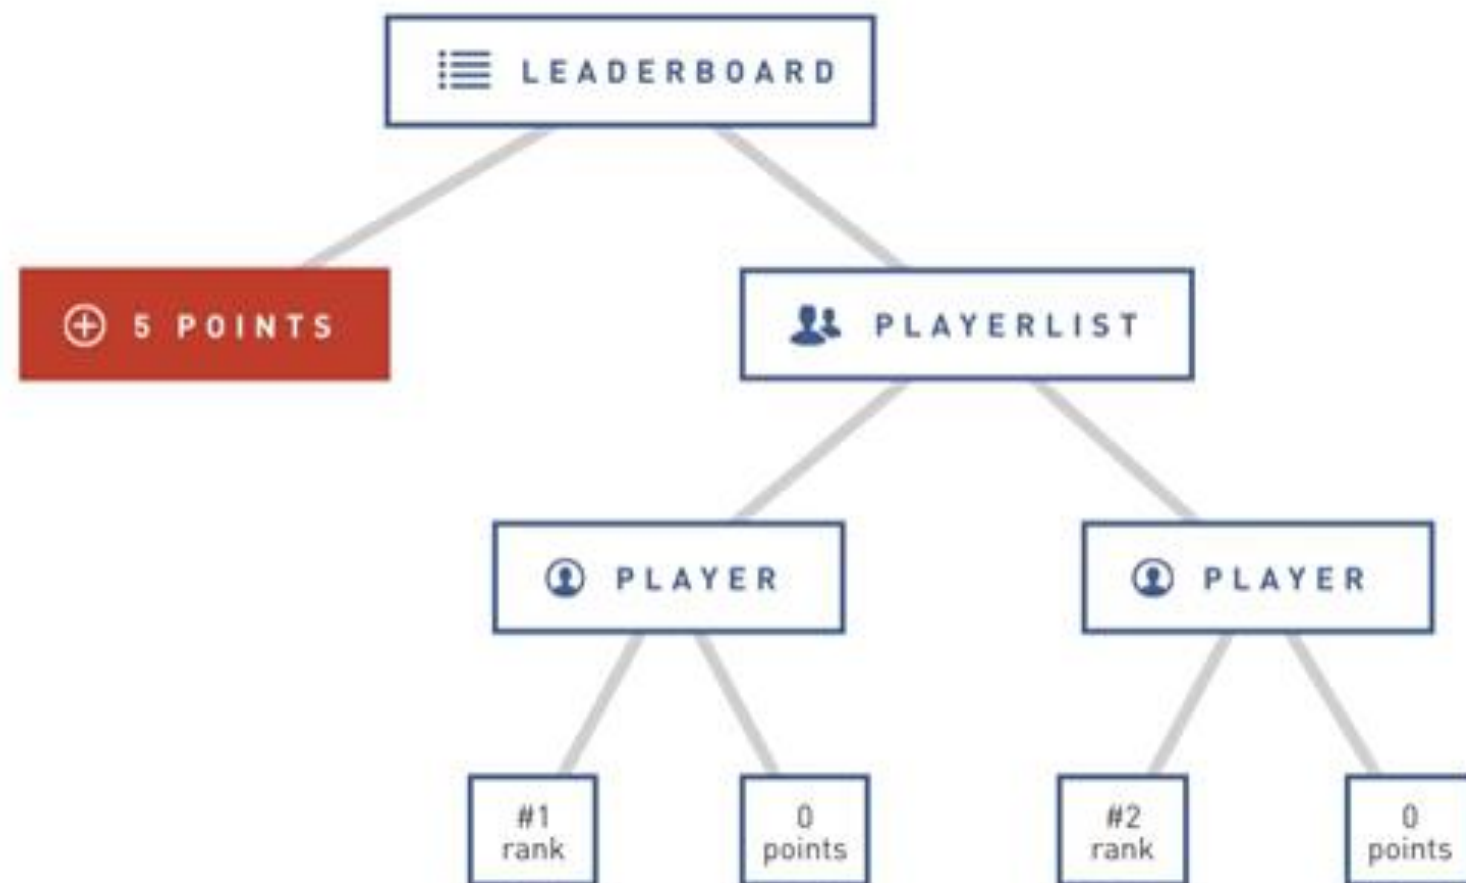 LEADERBOARD
5 POINTS
PLAYERLIST
PLAYER
PLAYER
#1
rank
0
points
#2
rank
0
points